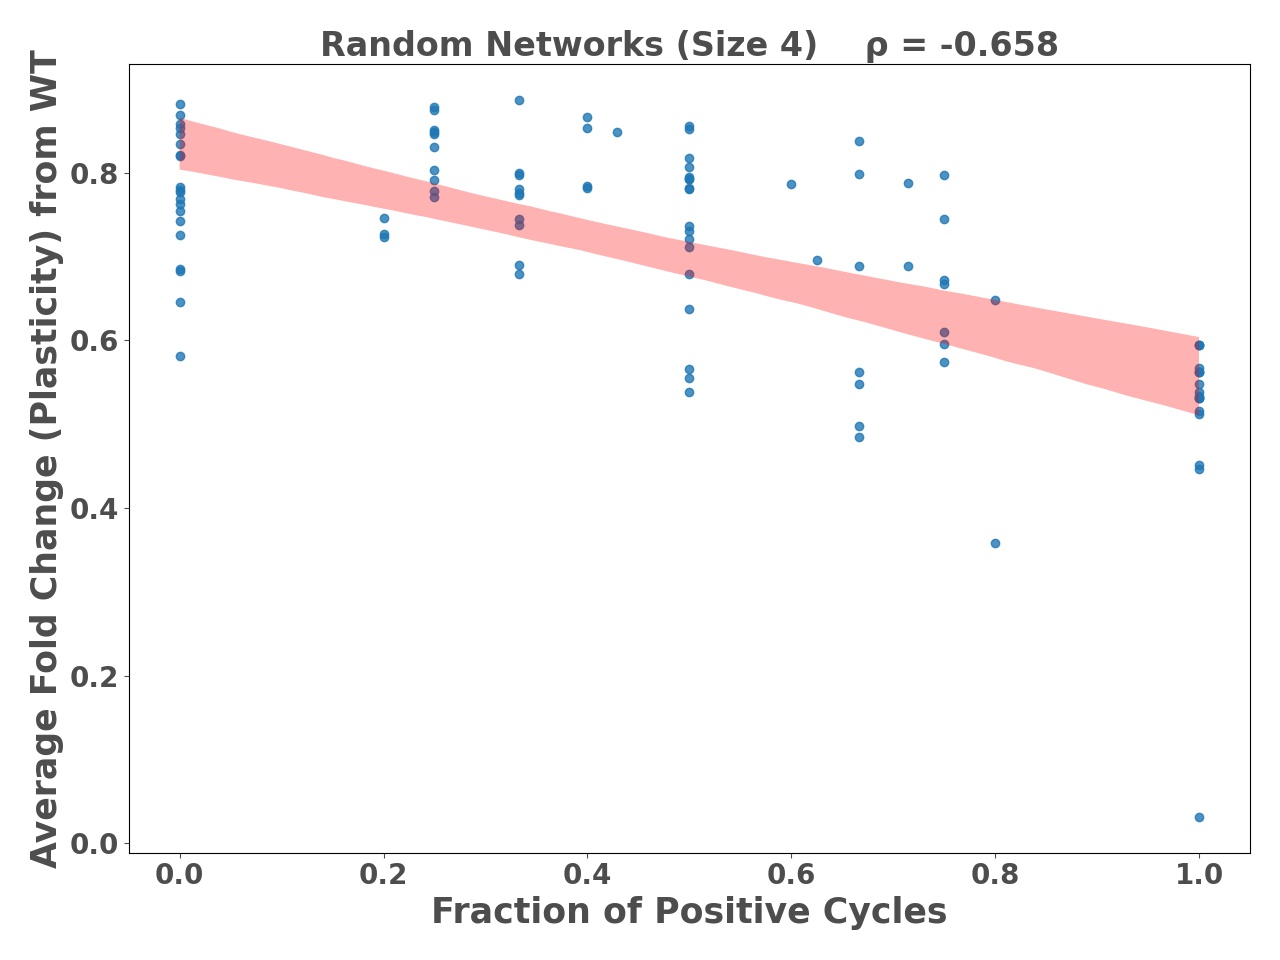 Random Networks (Size 4) ρ = -0.658
Average Fold Change (Plasticity) from WT
0.8
0.6
0.4
0.2
0.0
0.0 0.2 0.4 0.6 0.8 1.0
Fraction of Positive Cycles